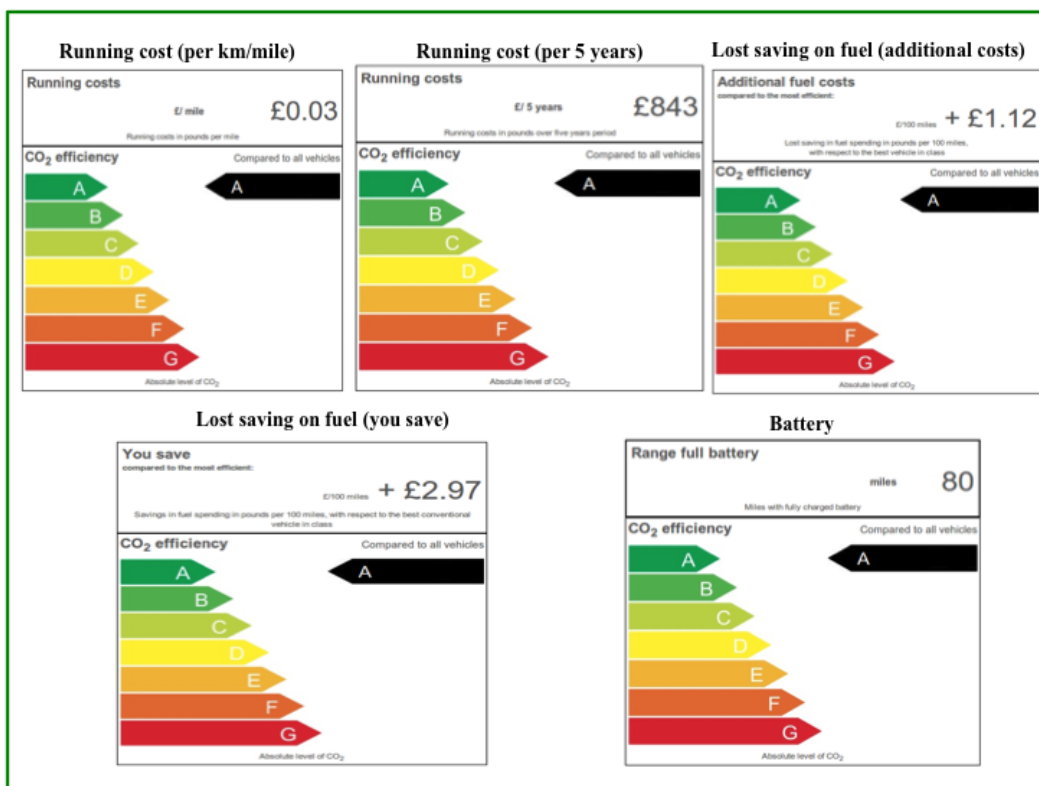 Running cost (per km/mile)
Running costs
£/ mile £0.03
Running costs in pounds per mile
CO2 efficiency Compared to all vehicles
A A
B
C
D
E
F
G
Absolute level of CO2
Running cost (per 5 years)
Running costs
£/ 5 years £843
Running costs in pounds over five years period
CO2 efficiency Compared to all vehicles
A A
B
C
D
E
F
G
Absolute level of CO2
Lost saving on fuel (additional costs)
Additional fuel costs
compared to the most efficient:
£/100 miles + £1.12
Lost saving in fuel spending in pounds per 100 miles,
with respect to the best vehicle in class
CO2 efficiency Compared to all vehicles
A A
B
C
D
E
F
G
Absolute level of CO2
Lost saving on fuel (you save)
You save
compared to the most efficient:
£/100 miles + £2.97
Savings in fuel spending in pounds per 100 miles, with respect to the best conventional
vehicle in class
CO2 efficiency Compared to all vehicles
A A
B
C
D
E
F
G
Absolute level of CO2
Battery
Range full battery
miles 80
Miles with fully charged battery
CO2 efficiency Compared to all vehicles
A A
B
C
D
E
F
G
Absolute level of CO2